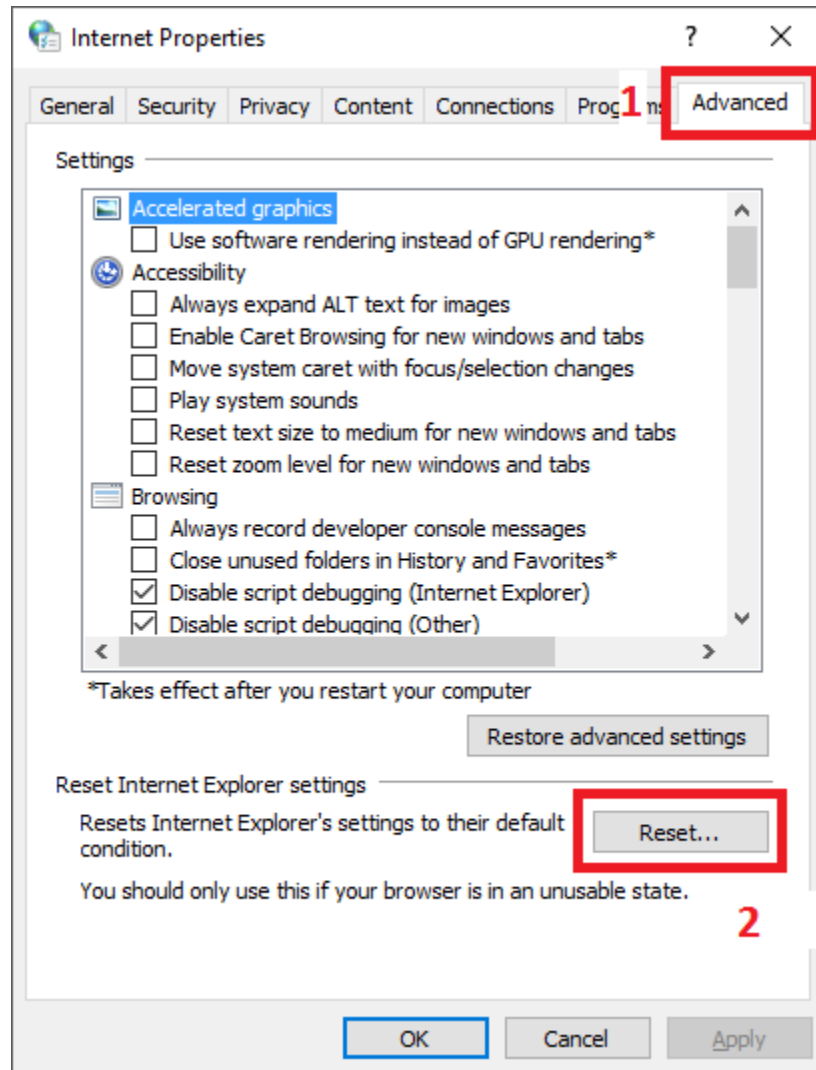 Internet Properties
?
General Security Privacy Content Connections 1 Advanced
Settings
Accelerated graphics
Use software rendering instead of GPU rendering*
Accessibility
Always expand ALT text for images
Enable Caret Browsing for new windows and tabs
Move system caret with focus/selection changes
Play system sounds
Reset text size to medium for new windows and tabs
Reset zoom level for new windows and tabs
Browsing
Always record developer console messages
Close unused folders in History and Favorites*
Disable script debugging (Internet Explorer)
Disable script debugging (Other)
*Takes effect after you restart your computer
Restore advanced settings
Reset Internet Explorer settings
Resets Internet Explorer's settings to their default
condition.
Reset...
You should only use this if your browser is in an unusable state.
2
OK Cancel Apply